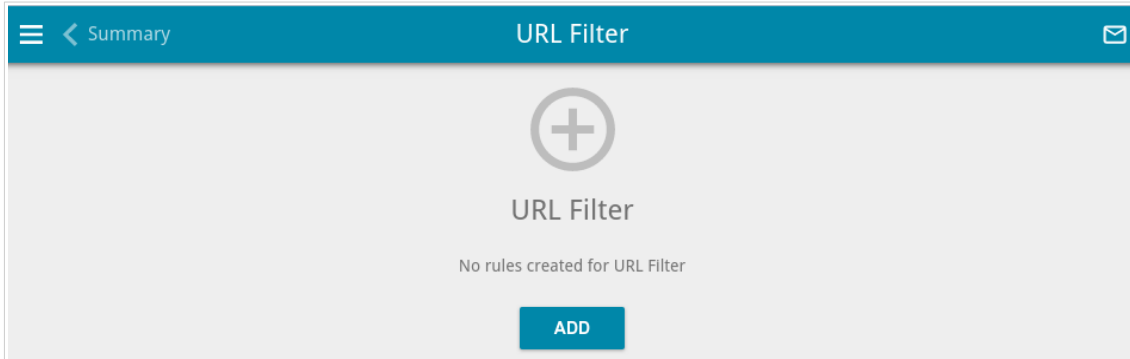 Summary
URL Filter
URL Filter
No rules created for URL Filter
ADD